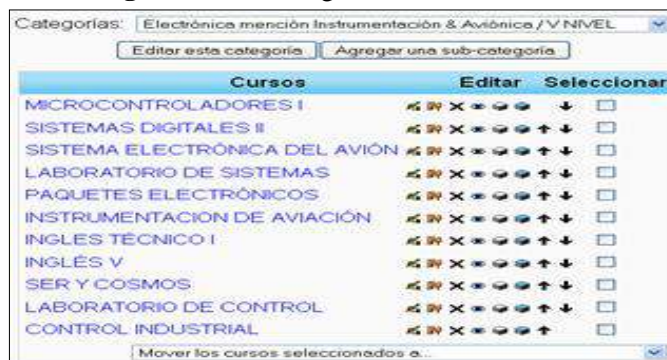 Categorías: Electrónica mención Instrumentación & Aviónica / V NIVEL
Editar esta categoría Agregar una sub-categoría
Cursos Editar Seleccionar
MICROCONTROLADORES I
SISTEMAS DIGITALES II
SISTEMA ELECTRÓNICA DEL AVIÓN
LABORATORIO DE SISTEMAS
PAQUETES ELECTRÓNICOS
INSTRUMENTACION DE AVIACIÓN
INGLES TÉCNICO I
INGLÉS V
SER Y COSMOS
LABORATORIO DE CONTROL
CONTROL INDUSTRIAL
Mover los cursos seleccionados a...